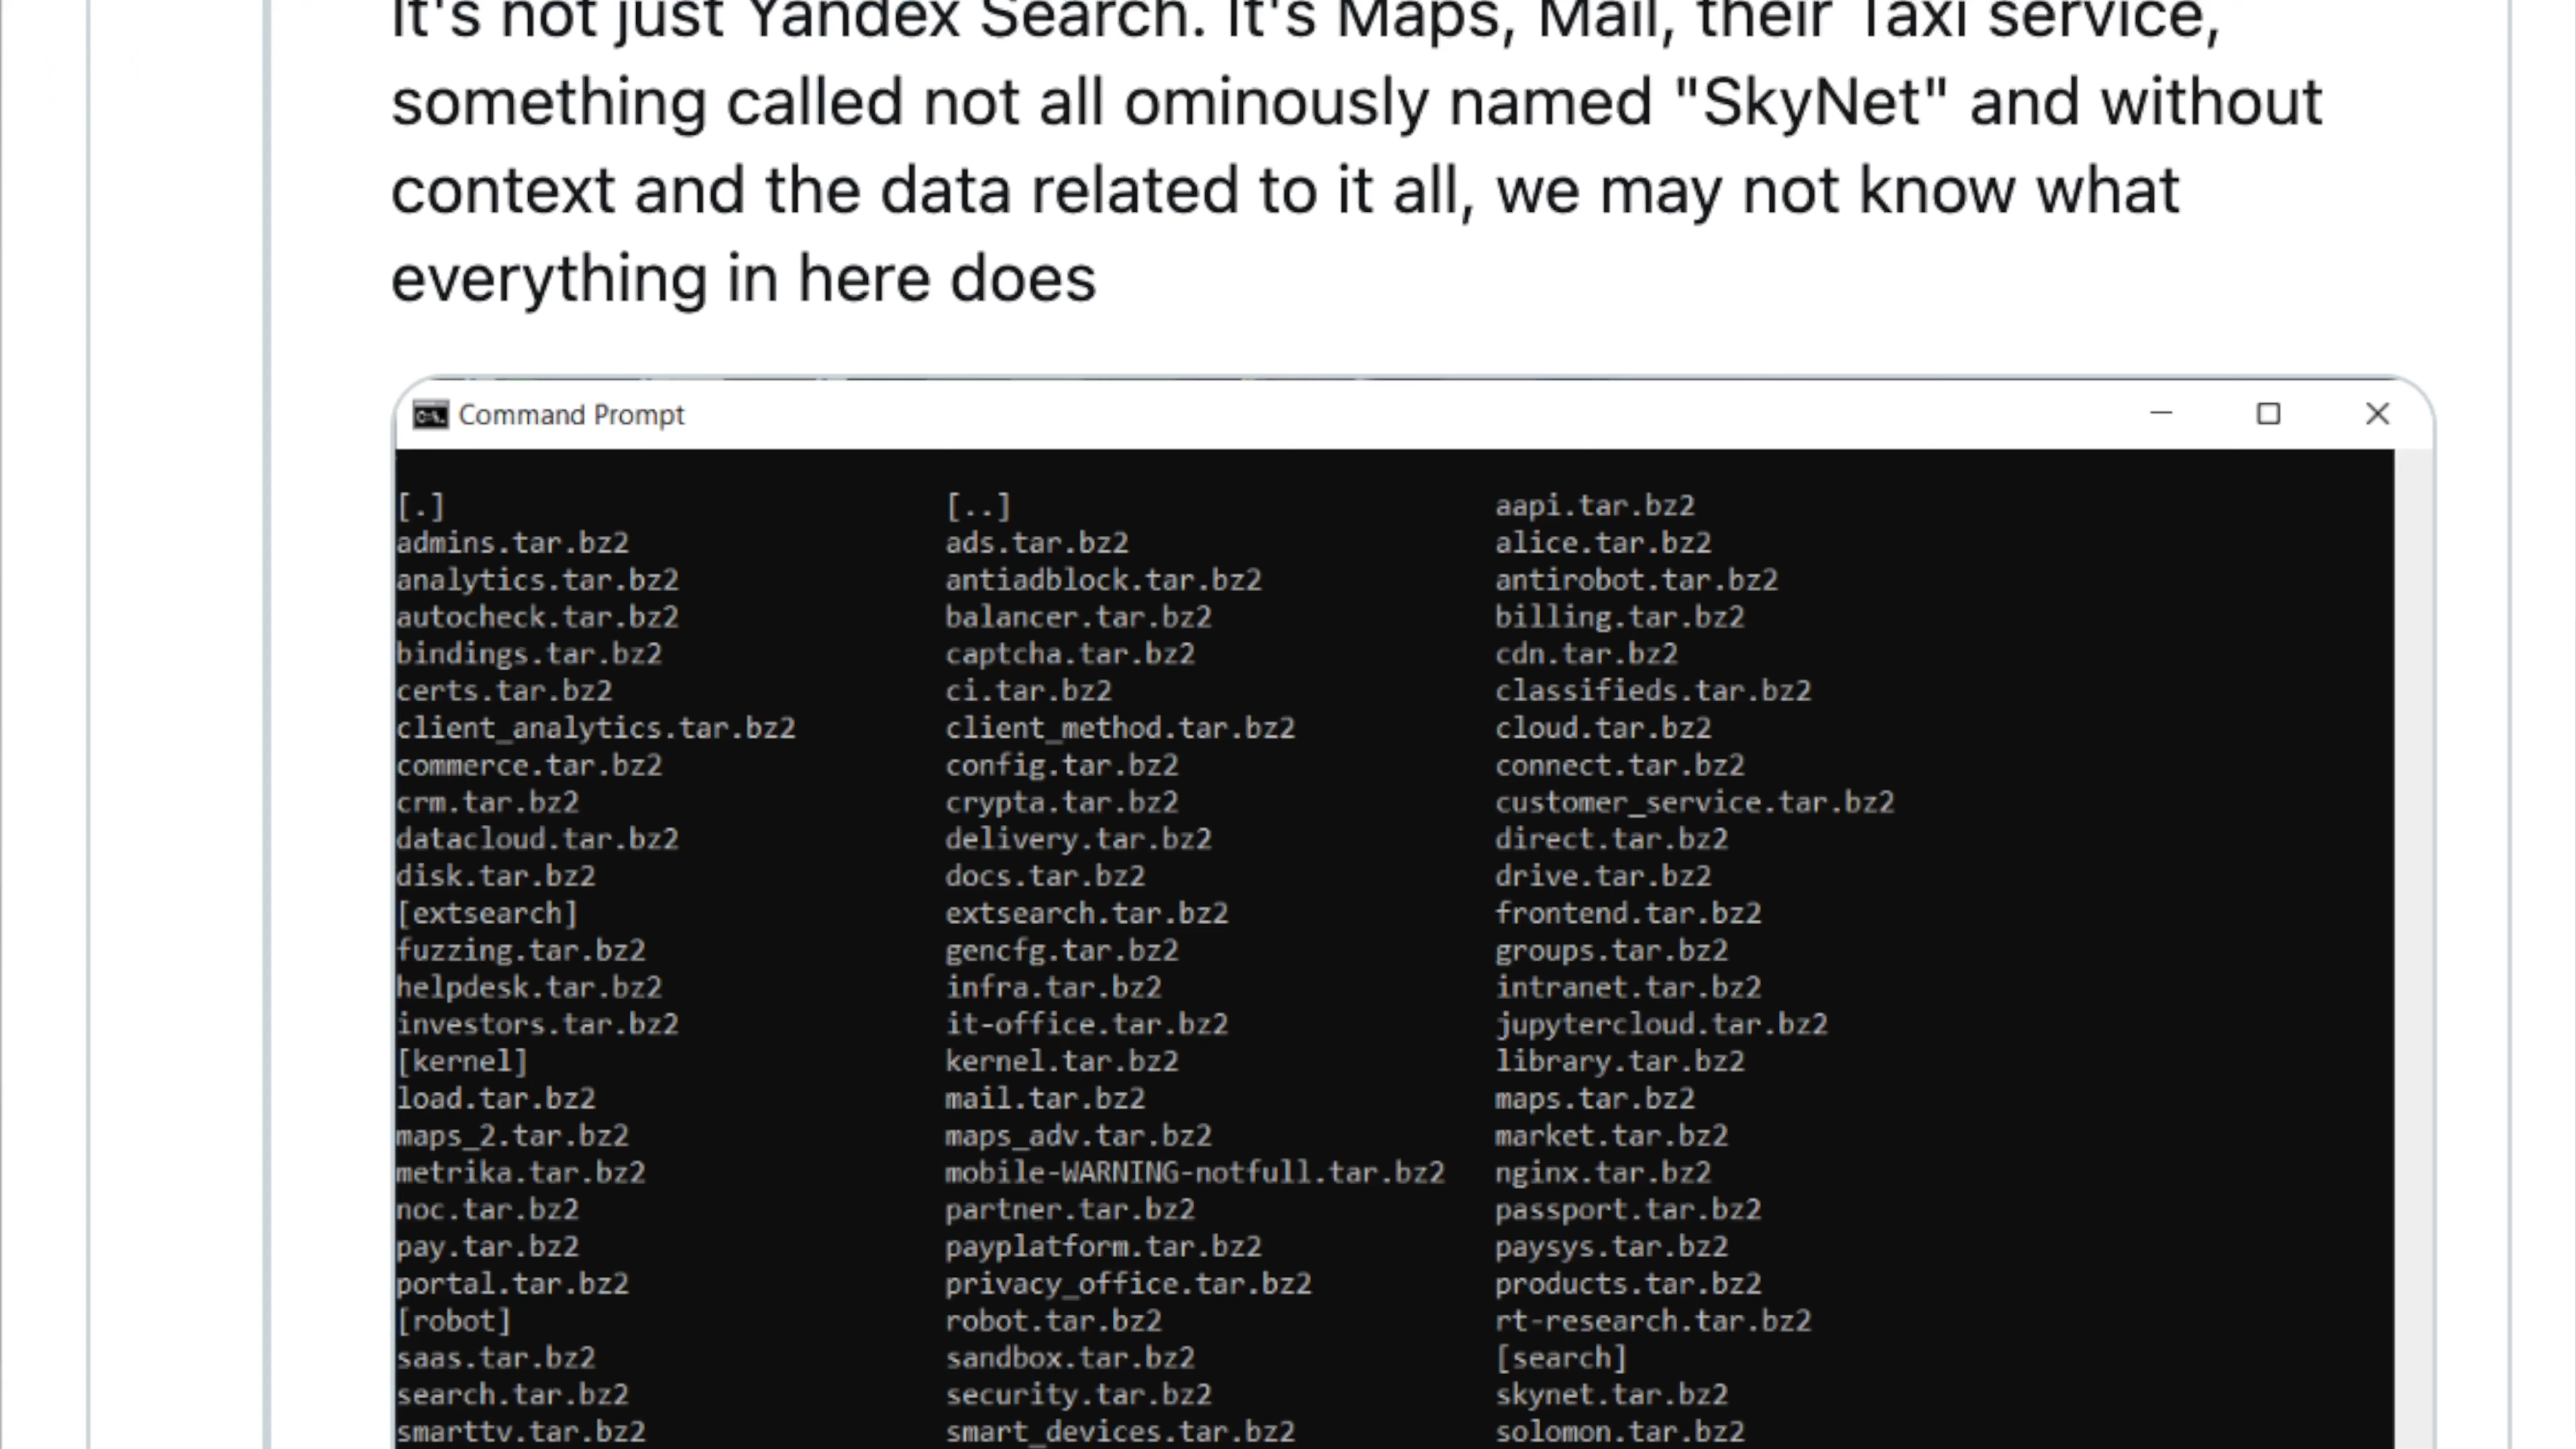 It's not just Yandex Search. It's Maps, Mail, their Taxi service,
something called not all ominously named "SkyNet" and without
context and the data related to it all, we may not know what
everything in here does
C:\. Command Prompt
[.] [..] aapi.tar.bz2
admins.tar.bz2 ads.tar.bz2 alice.tar.bz2
analytics.tar.bz2 antiadblock.tar.bz2 antirobot.tar.bz2
autocheck.tar.bz2 balancer.tar.bz2 billing.tar.bz2
bindings.tar.bz2 captcha.tar.bz2 cdn.tar.bz2
certs.tar.bz2 ci.tar.bz2 classifieds.tar.bz2
client_analytics.tar.bz2 client_method.tar.bz2 cloud.tar.bz2
commerce.tar.bz2 config.tar.bz2 connect.tar.bz2
crm.tar.bz2 crypta.tar.bz2 customer_service.tar.bz2
datacloud.tar.bz2 delivery.tar.bz2 direct.tar.bz2
disk.tar.bz2 docs.tar.bz2 drive.tar.bz2
[extsearch] extsearch.tar.bz2 frontend.tar.bz2
fuzzing.tar.bz2 gencfg.tar.bz2 groups.tar.bz2
helpdesk.tar.bz2 infra.tar.bz2 intranet.tar.bz2
investors.tar.bz2 it-office.tar.bz2 jupytercloud.tar.bz2
[kernel] kernel.tar.bz2 library.tar.bz2
load.tar.bz2 mail.tar.bz2 maps.tar.bz2
maps_2.tar.bz2 maps_adv.tar.bz2 market.tar.bz2
metrika.tar.bz2 mobile-WARNING-notfull.tar.bz2 nginx.tar.bz2
noc.tar.bz2 partner.tar.bz2 passport.tar.bz2
pay.tar.bz2 payplatform.tar.bz2 paysys.tar.bz2
portal.tar.bz2 privacy_office.tar.bz2 products.tar.bz2
[robot] robot.tar.bz2 rt-research.tar.bz2
saas.tar.bz2 sandbox.tar.bz2 [search]
search.tar.bz2 security.tar.bz2 skynet.tar.bz2
smarttv.tar.bz2 smart_devices.tar.bz2 solomon.tar.bz2